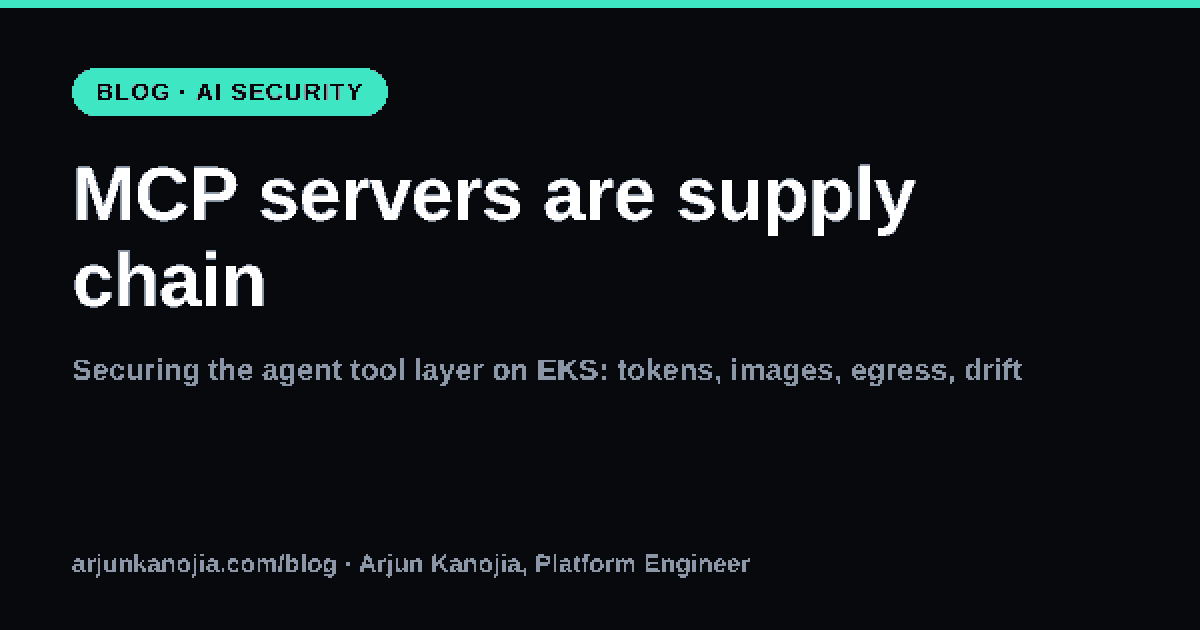 BLOG · AI SECURITY
MCP servers are supply
chain
Securing the agent tool layer on EKS: tokens, images, egress, drift
arjunkanojia.com/blog · Arjun Kanojia, Platform Engineer